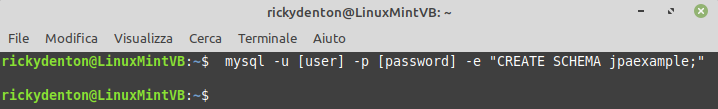 rickydenton@LinuxMintVB: ~
File Modifica Visualizza Cerca Terminale Aiuto
rickydenton@LinuxMintVB:~$ mysql -u [user] -p [password] -e "CREATE SCHEMA jpaexample;"
rickydenton@LinuxMintVB:~$